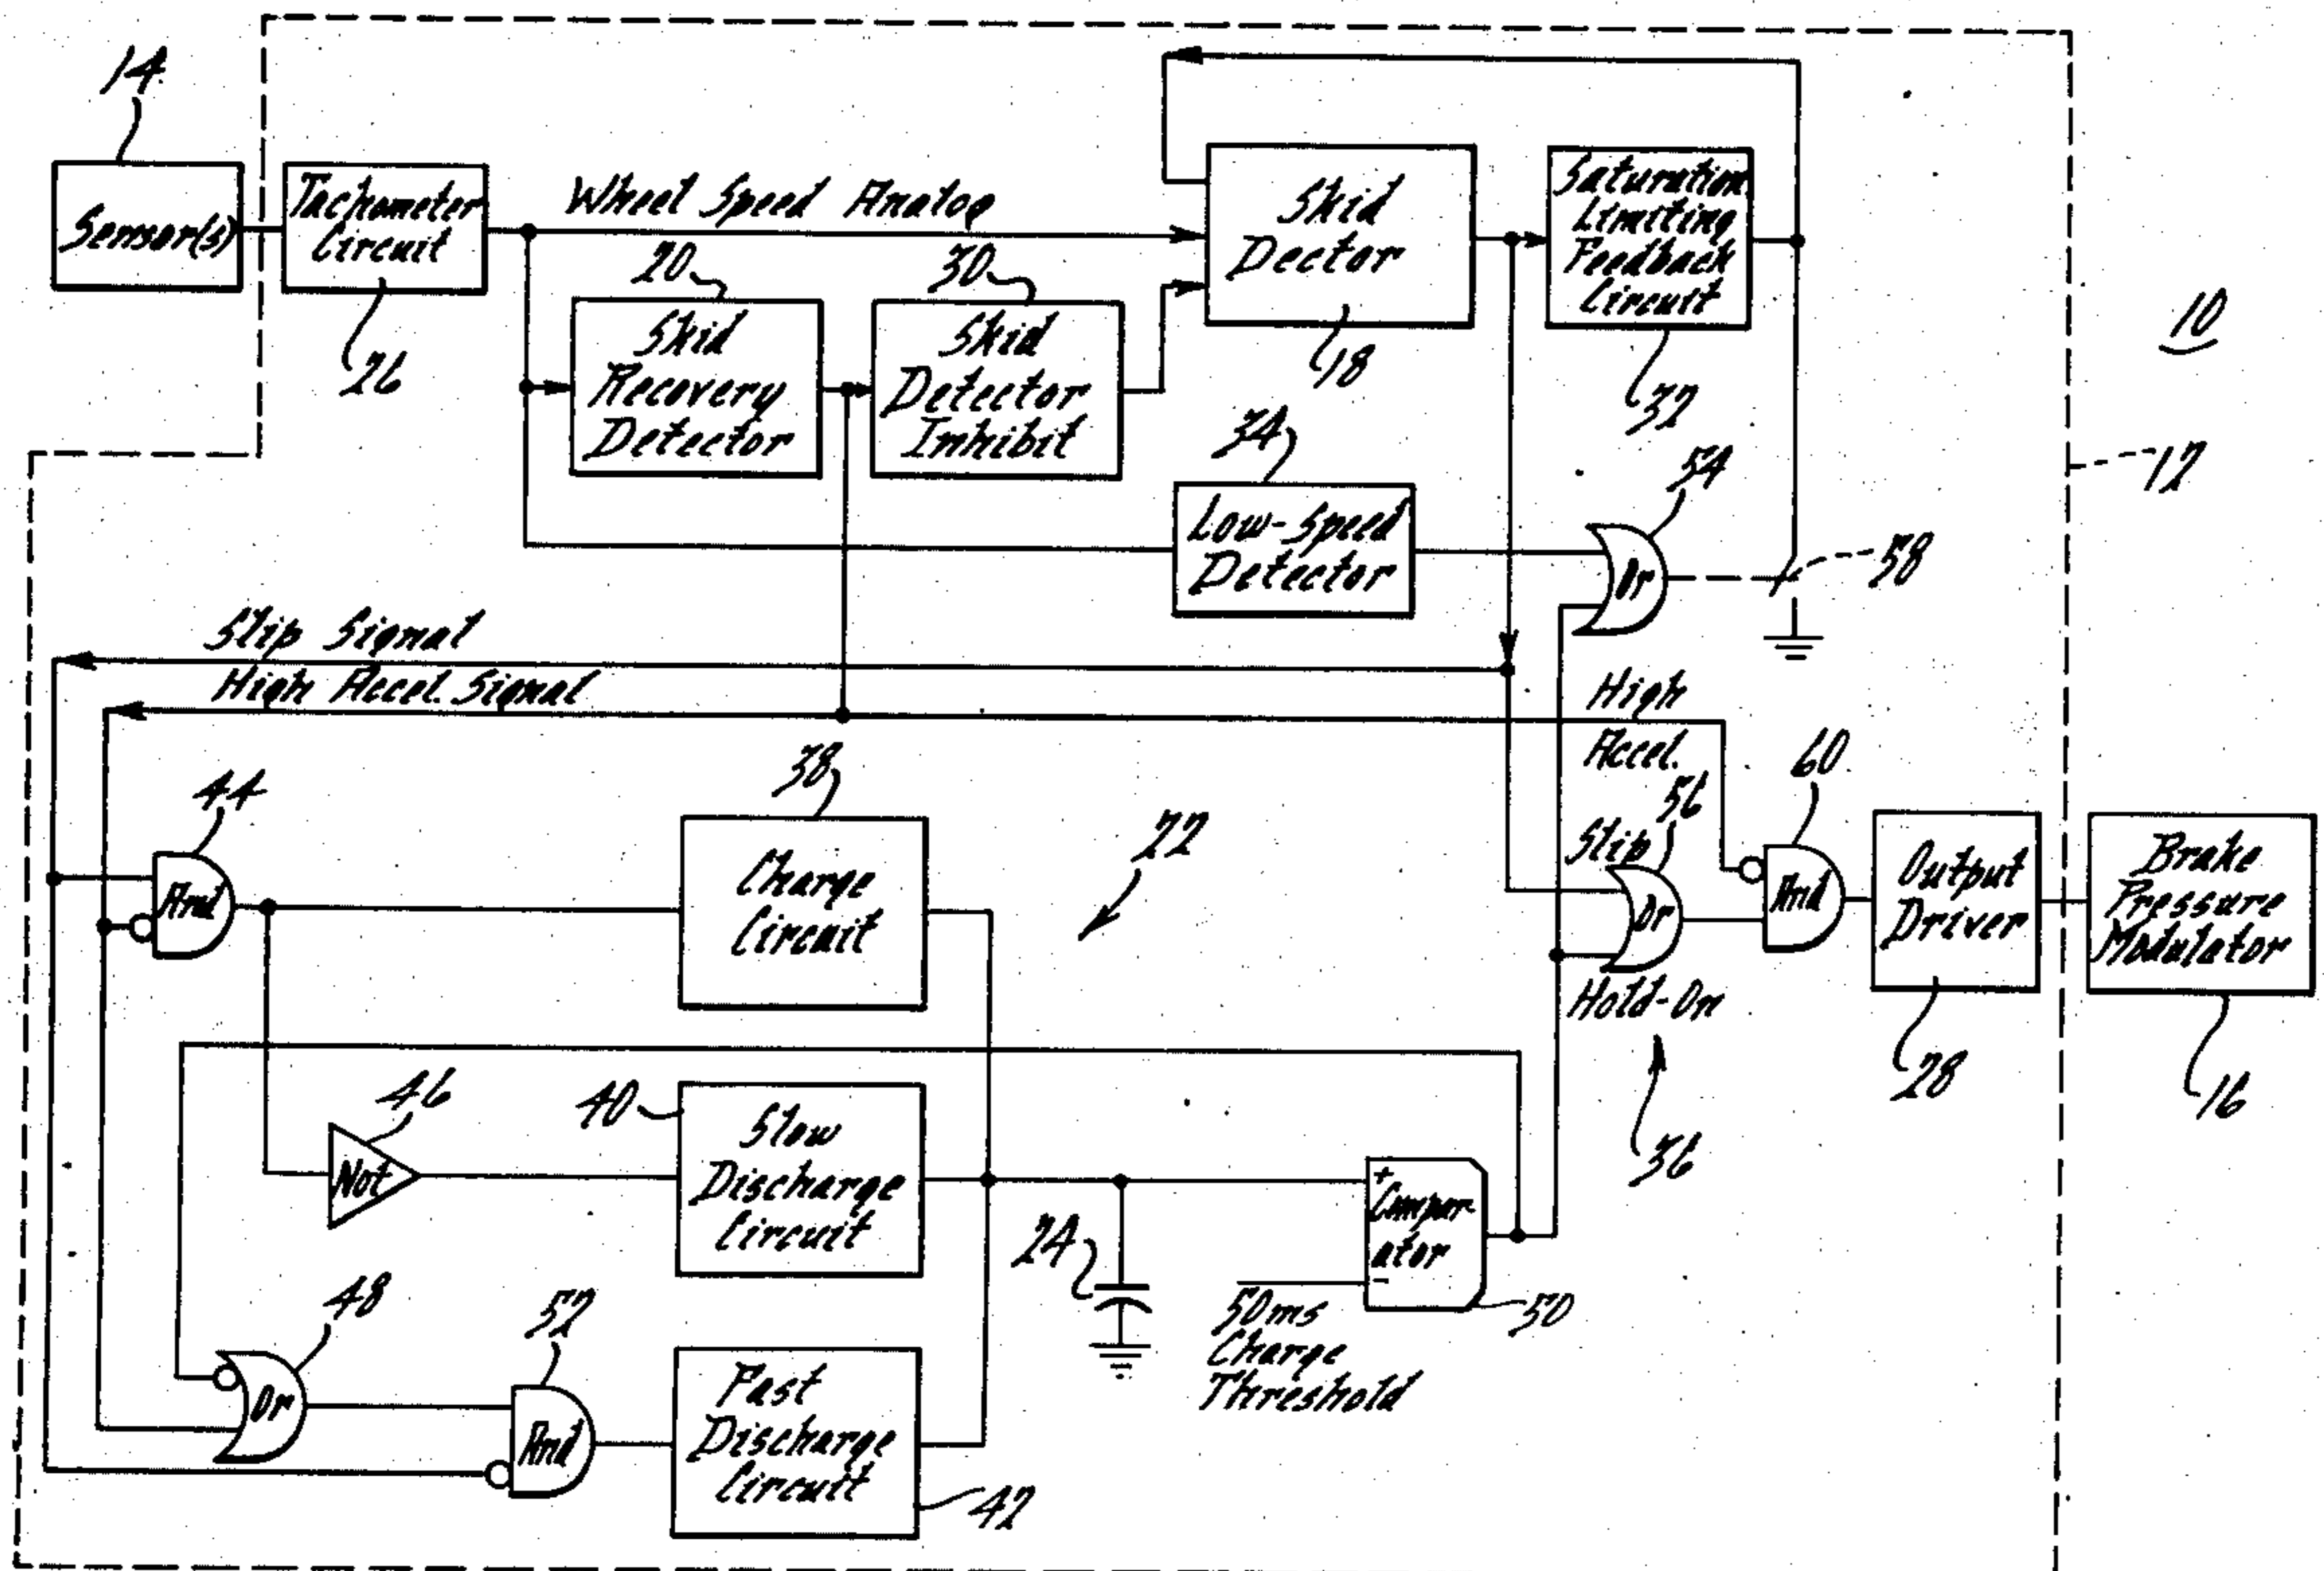 14
Sensor(s)
Tachometer
Circuit
26
Wheel Speed Analog
20
Skid
Recovery
Detector
30
Skid
Detector
Inhibit
Skid
Dector
18
Saturation
Limiting
Feedback
Circuit
32
10
12
34
Low-Speed
Detector
54
Or
58
Slip Signal
High Accel. Signal
High
Accel.
44
And
38
Charge
Circuit
22
Slip
56
Or
Hold-On
36
60
And
Output
Driver
28
Brake
Pressure
Modulator
16
46
Not
40
Slow
Discharge
Circuit
24
+
Compar-
ator
-
50
50ms
Charge
Threshold
48
Or
52
And
Fast
Discharge
Circuit
42